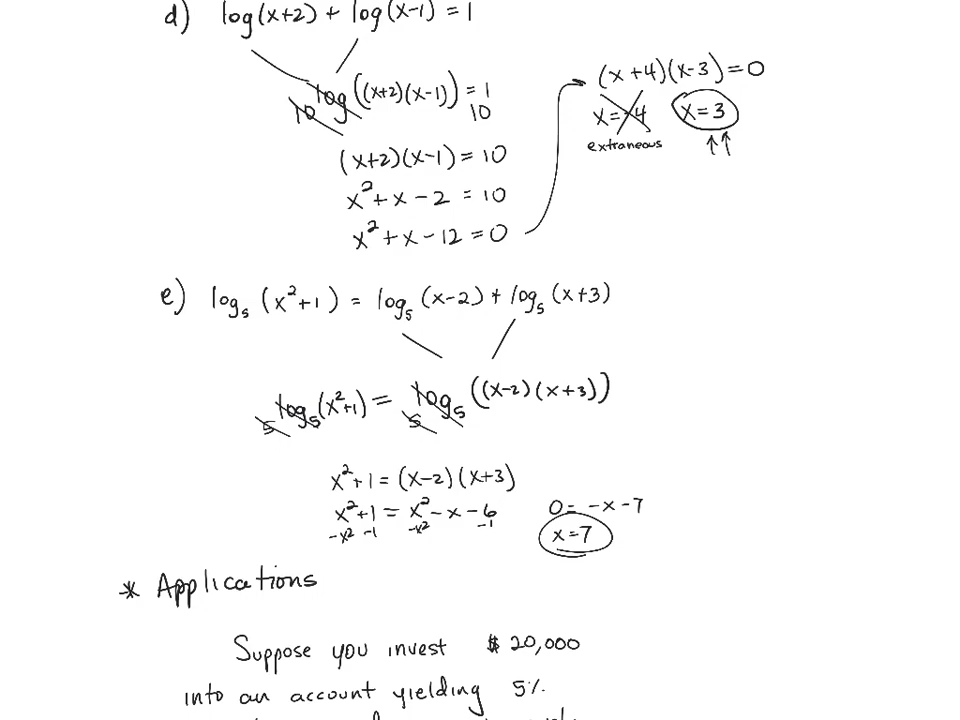 d) log(x+2) + log(x-1) = 1
10^log((x+2)(x-1)) = 10^1
(x+2)(x-1) = 10
x² + x - 2 = 10
x² + x - 12 = 0
(x+4)(x-3) = 0
x = -4 x = 3
extraneous ↑↑
e) log₅(x²+1) = log₅(x-2) + log₅(x+3)
5^log₅(x²+1) = 5^log₅((x-2)(x+3))
x²+1 = (x-2)(x+3)
x²+1 = x² - x - 6
-x² -1 -x² -1
0 = -x - 7
x = 7
* Applications
Suppose you invest $20,000
into an account yielding 5%